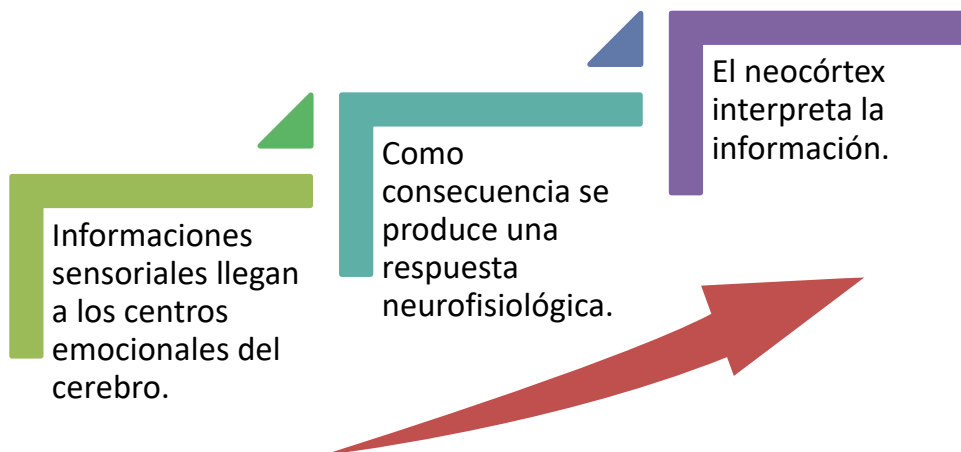 Informaciones
sensoriales llegan
a los centros
emocionales del
cerebro.
Como
consecuencia se
produce una
respuesta
neurofisiológica.
El neocórtex
interpreta la
información.